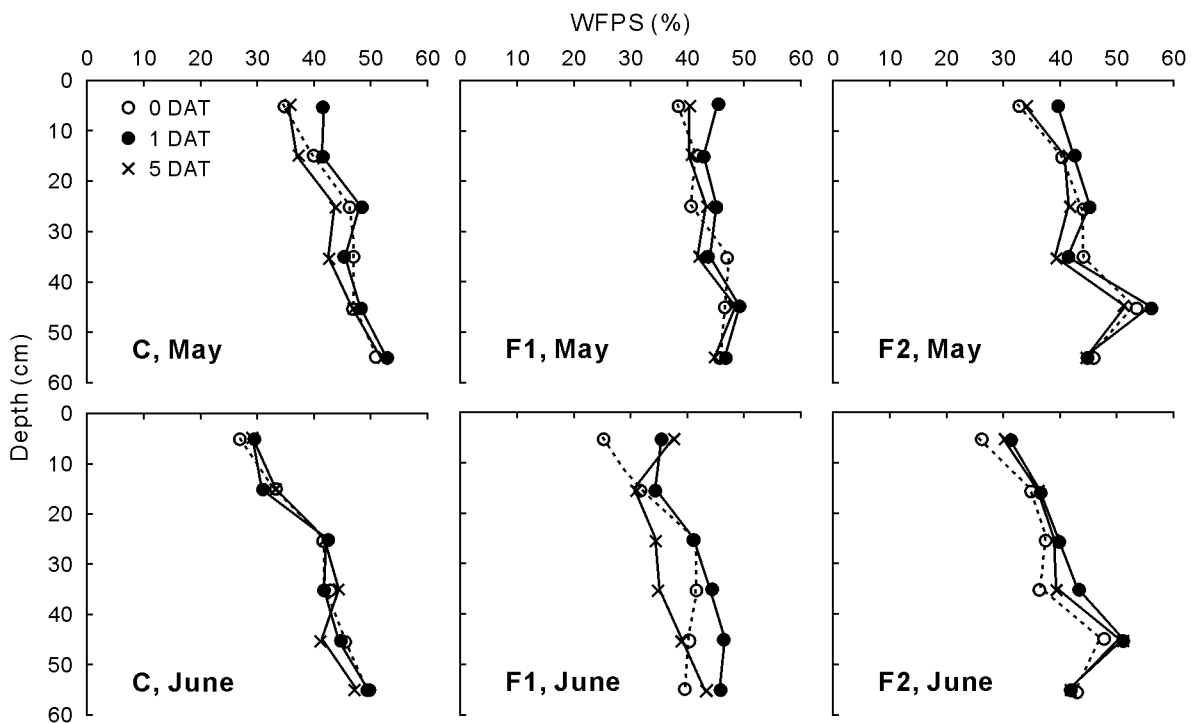 WFPS (%)
0 10 20 30 40 50 60 0 10 20 30 40 50 60 0 10 20 30 40 50 60
0
10
20
30
40
50
60
0 DAT
1 DAT
5 DAT
C, May F1, May F2, May
Depth (cm)
0
10
20
30
40
50
60
C, June F1, June F2, June